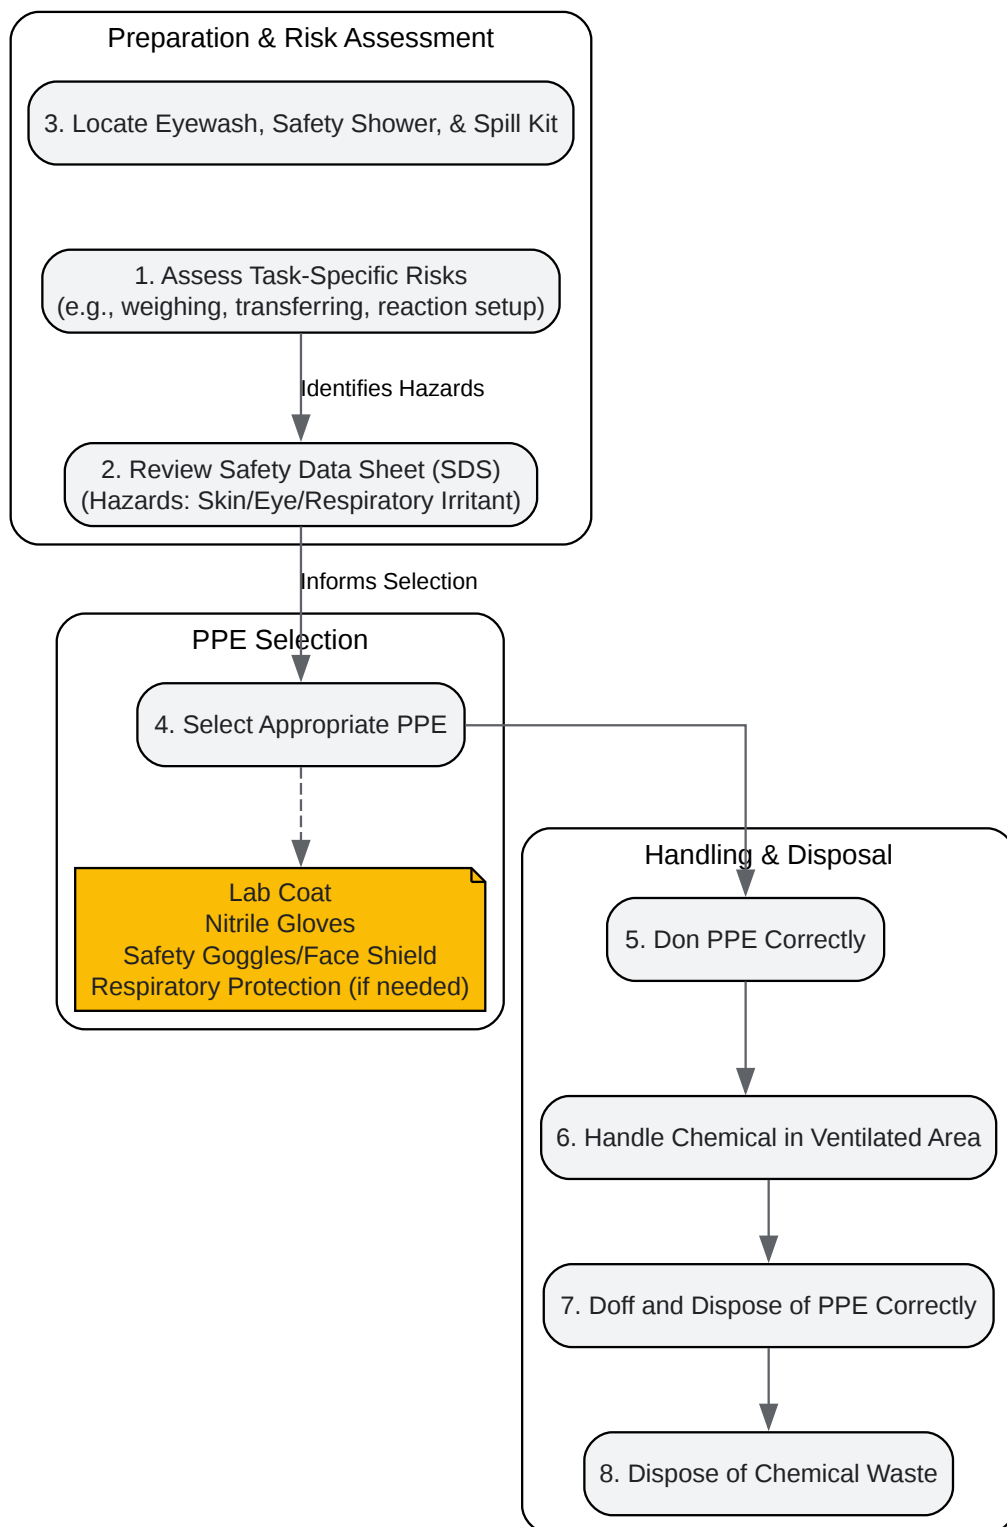 Preparation & Risk Assessment
3. Locate Eyewash, Safety Shower, & Spill Kit
1. Assess Task-Specific Risks
(e.g., weighing, transferring, reaction setup)
Identifies Hazards
2. Review Safety Data Sheet (SDS)
(Hazards: Skin/Eye/Respiratory Irritant)
Informs Selection
PPE Selection
4. Select Appropriate PPE
Lab Coat
Nitrile Gloves
Safety Goggles/Face Shield
Respiratory Protection (if needed)
Handling & Disposal
5. Don PPE Correctly
6. Handle Chemical in Ventilated Area
7. Doff and Dispose of PPE Correctly
8. Dispose of Chemical Waste